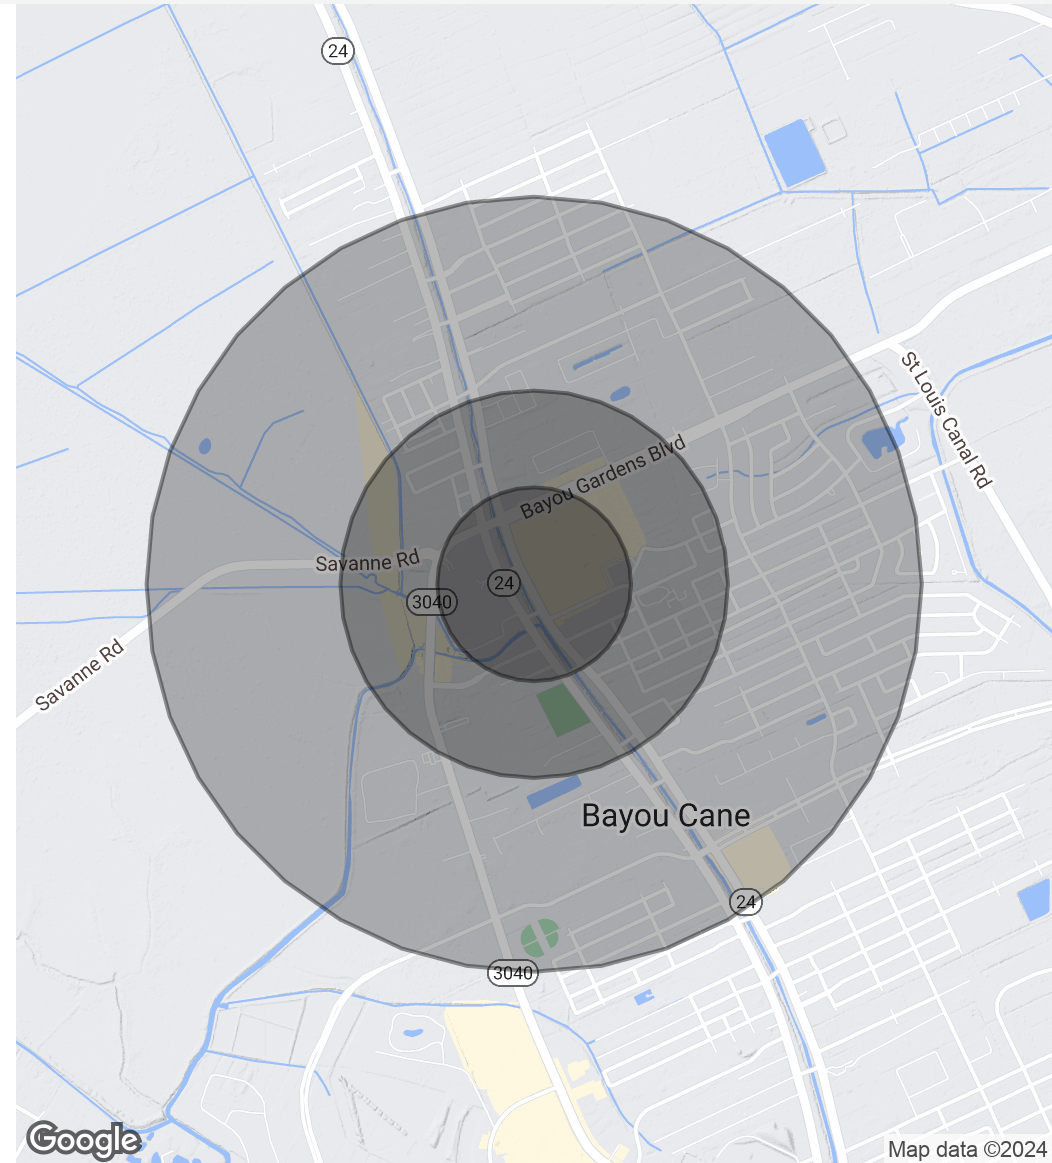 24
St Louis Canal Rd
Bayou Gardens Blvd
Savanne Rd
24
3040
Savanne Rd
Bayou Cane
24
3040
Google
Map data ©2024